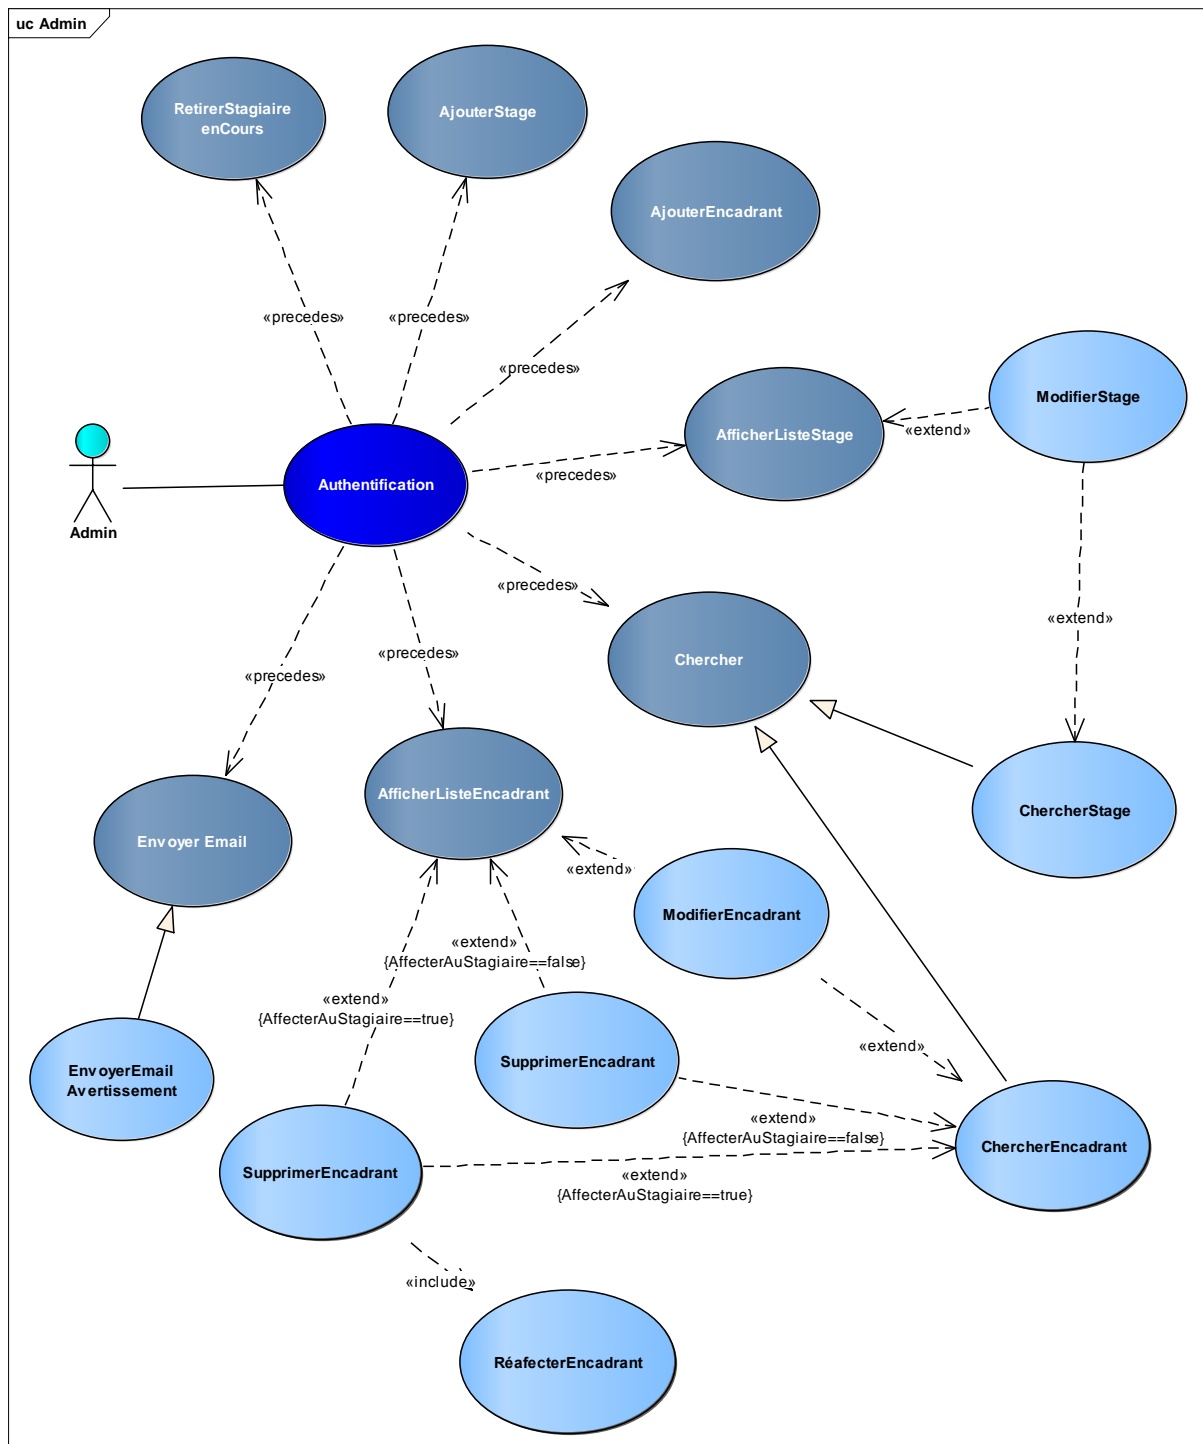 uc Admin
RetirerStagiaire
enCours
AjouterStage
AjouterEncadrant
«precedes»
«precedes»
«precedes»
ModifierStage
AfficherListeStage
«extend»
«precedes»
Authentification
Admin
«precedes»
«extend»
«precedes»
«precedes»
Chercher
AfficherListeEncadrant
ChercherStage
Envoyer Email
«extend»
ModifierEncadrant
«extend»
{AffecterAuStagiaire==false}
«extend»
{AffecterAuStagiaire==true}
«extend»
SupprimerEncadrant
EnvoyerEmail
Avertissement
«extend»
{AffecterAuStagiaire==false}
ChercherEncadrant
SupprimerEncadrant
«extend»
{AffecterAuStagiaire==true}
«include»
RéafecterEncadrant